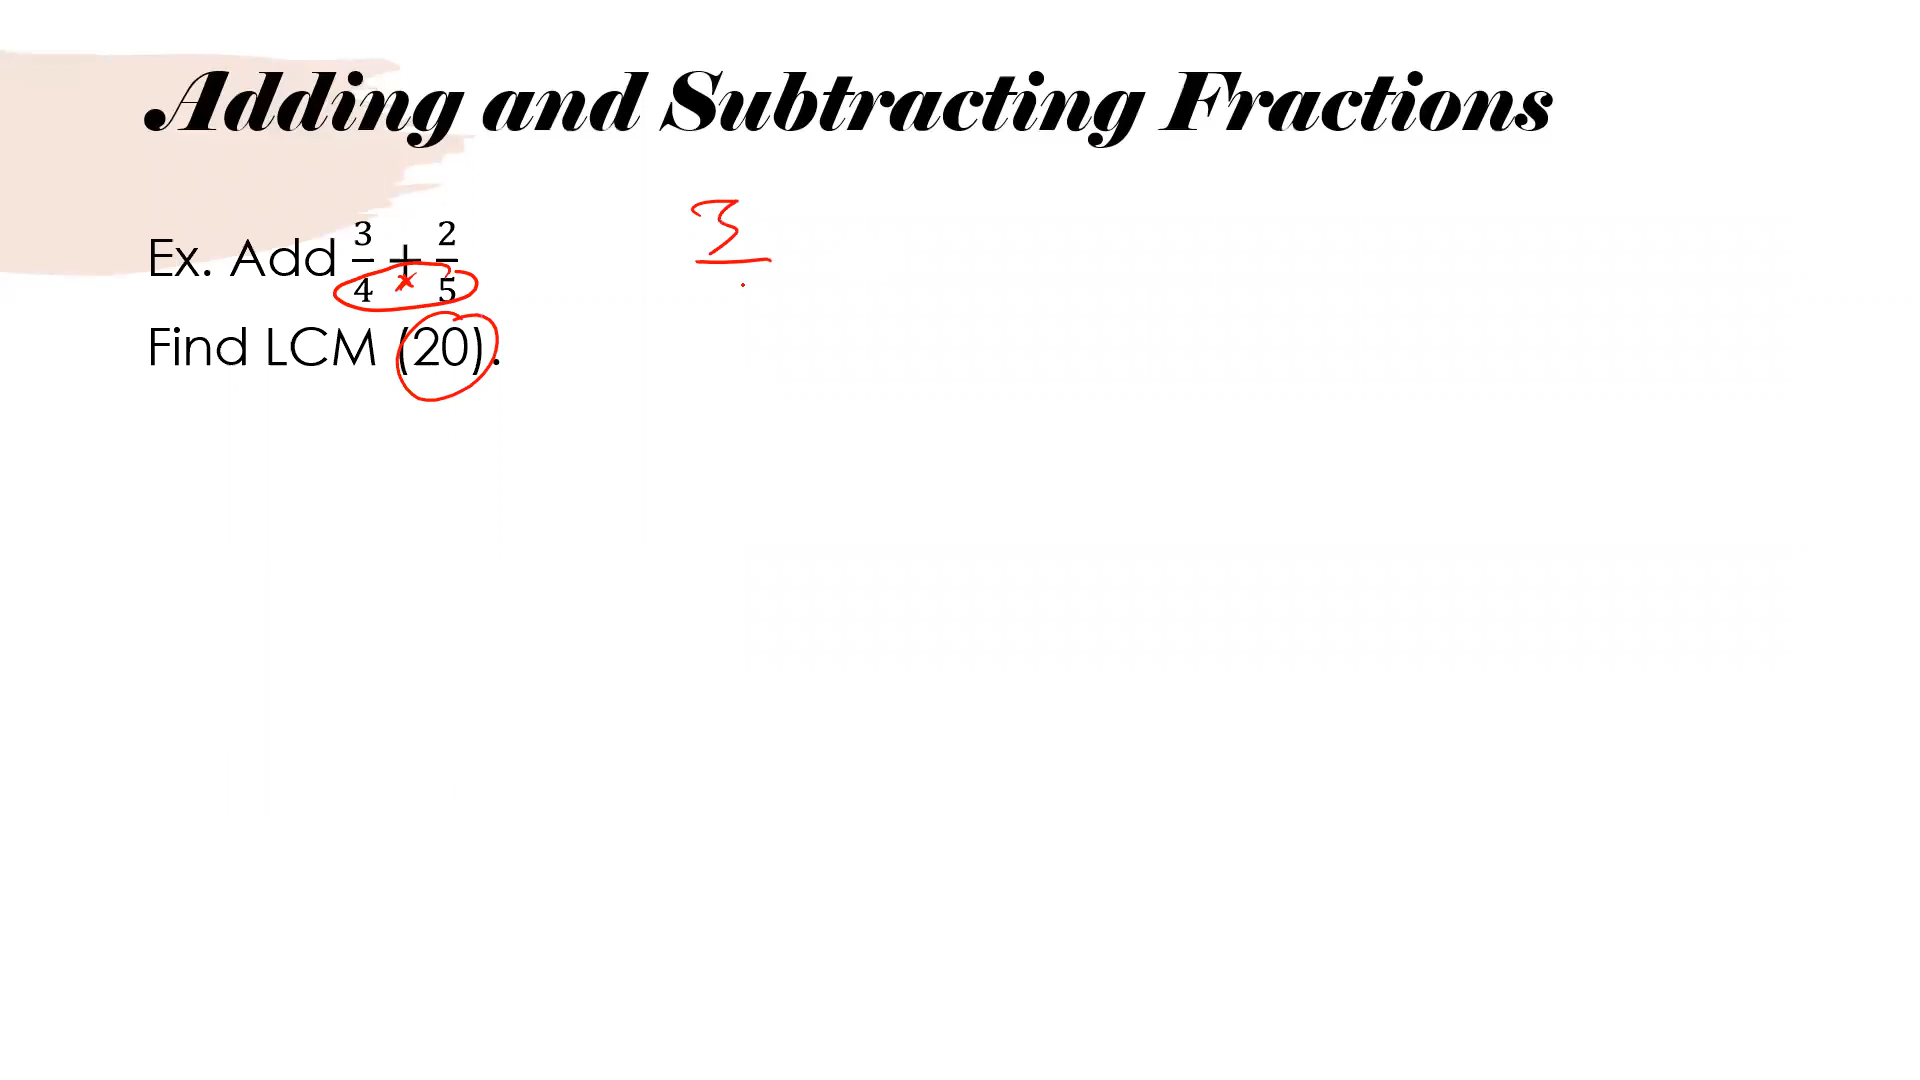 Adding and Subtracting Fractions
Ex. Add 3/4 + 2/5
×
Find LCM (20).
3